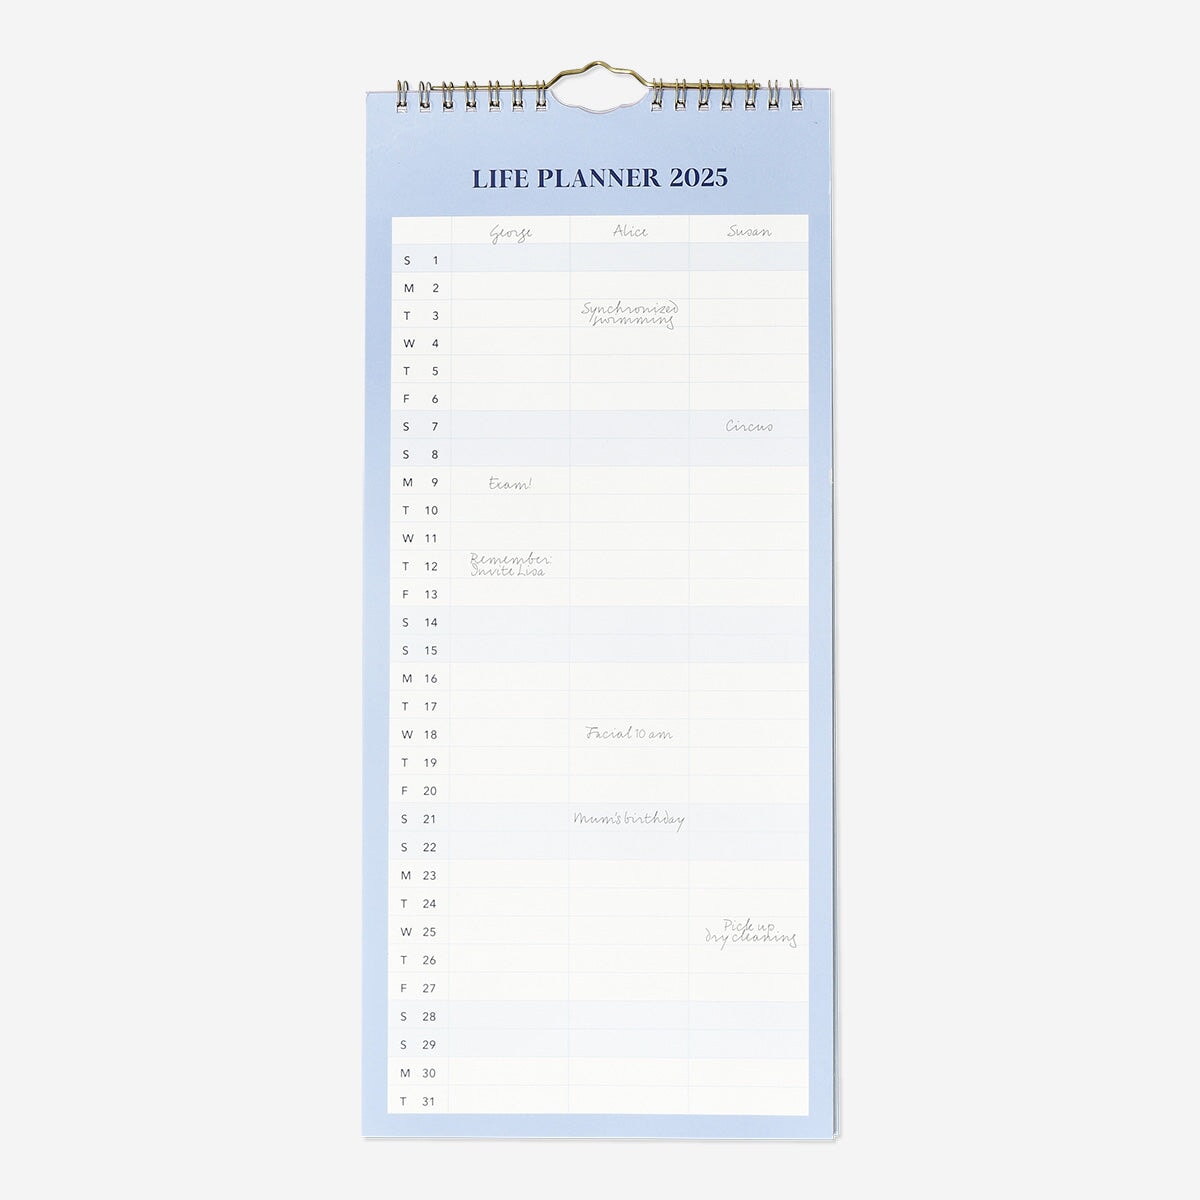 LIFE PLANNER 2025
George Alice Susan
S 1
M 2
T 3 Synchronized
swimming
W 4
T 5
F 6
S 7 Circus
S 8
M 9 Exam!
T 10
W 11
T 12 Remember:
Invite Lisa
F 13
S 14
S 15
M 16
T 17
W 18 Facial 10 am
T 19
F 20
S 21 Mum's birthday
S 22
M 23
T 24
W 25 Pick up
dry cleaning
T 26
F 27
S 28
S 29
M 30
T 31